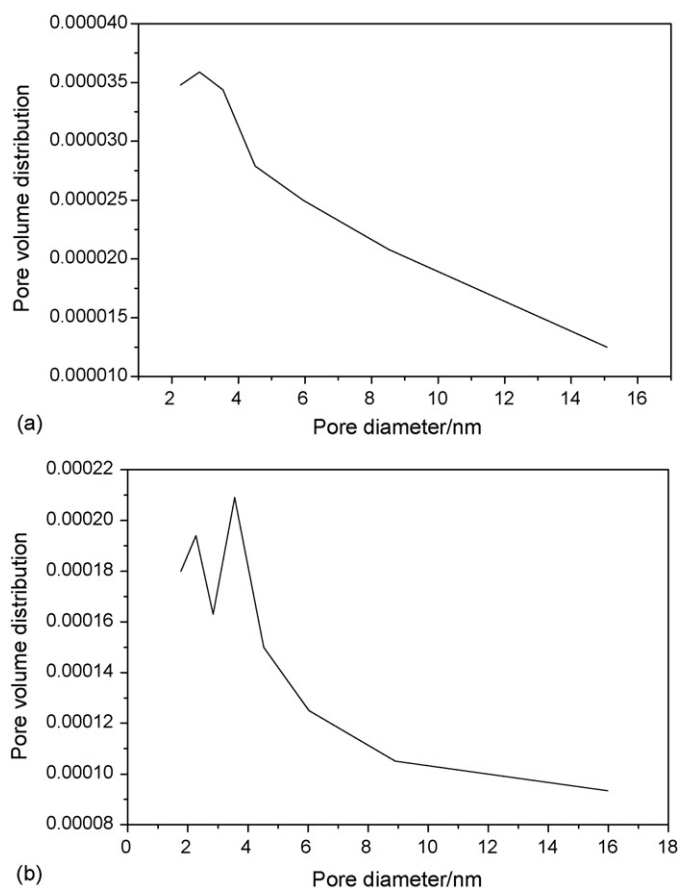 0.000040
0.000035
0.000030
0.000025
0.000020
0.000015
0.000010
Pore volume distribution
2 4 6 8 10 12 14 16
Pore diameter/nm
(a)
0.00022
0.00020
0.00018
0.00016
0.00014
0.00012
0.00010
0.00008
Pore volume distribution
0 2 4 6 8 10 12 14 16 18
Pore diameter/nm
(b)